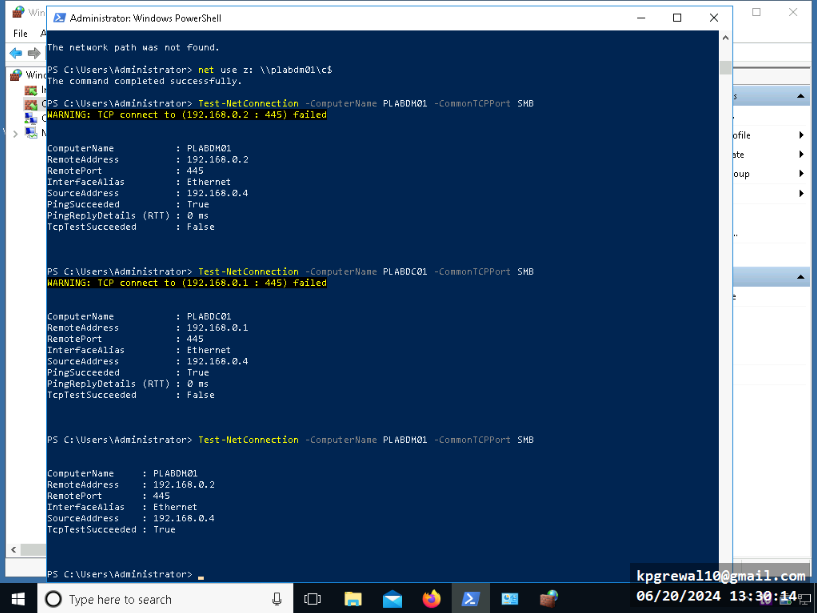 Administrator: Windows PowerShell
File
The network path was not found.
PS C:\Users\Administrator> net use z: \\plabdm01\c$
The command completed successfully.
PS C:\Users\Administrator> Test-NetConnection -ComputerName PLABDM01 -CommonTCPPort SMB
WARNING: TCP connect to (192.168.0.2 : 445) failed
ComputerName : PLABDM01
RemoteAddress : 192.168.0.2
RemotePort : 445
InterfaceAlias : Ethernet
SourceAddress : 192.168.0.4
PingSucceeded : True
PingReplyDetails (RTT) : 0 ms
TcpTestSucceeded : False
PS C:\Users\Administrator> Test-NetConnection -ComputerName PLABDC01 -CommonTCPPort SMB
WARNING: TCP connect to (192.168.0.1 : 445) failed
ComputerName : PLABDC01
RemoteAddress : 192.168.0.1
RemotePort : 445
InterfaceAlias : Ethernet
SourceAddress : 192.168.0.4
PingSucceeded : True
PingReplyDetails (RTT) : 0 ms
TcpTestSucceeded : False
PS C:\Users\Administrator> Test-NetConnection -ComputerName PLABDM01 -CommonTCPPort SMB
ComputerName : PLABDM01
RemoteAddress : 192.168.0.2
RemotePort : 445
InterfaceAlias : Ethernet
SourceAddress : 192.168.0.4
TcpTestSucceeded : True
PS C:\Users\Administrator>
kpgrewal10@gmail.com
06/20/2024 13:30:14
Type here to search